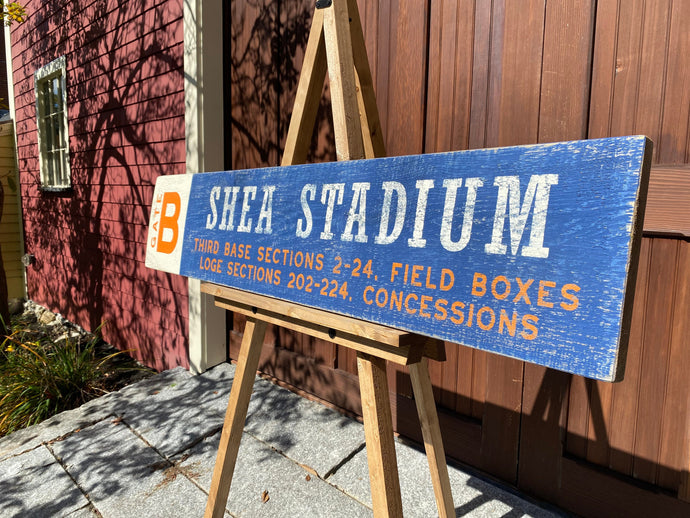 GATE
B
SHEA STADIUM
THIRD BASE SECTIONS 2-24, FIELD BOXES
LOGE SECTIONS 202-224, CONCESSIONS